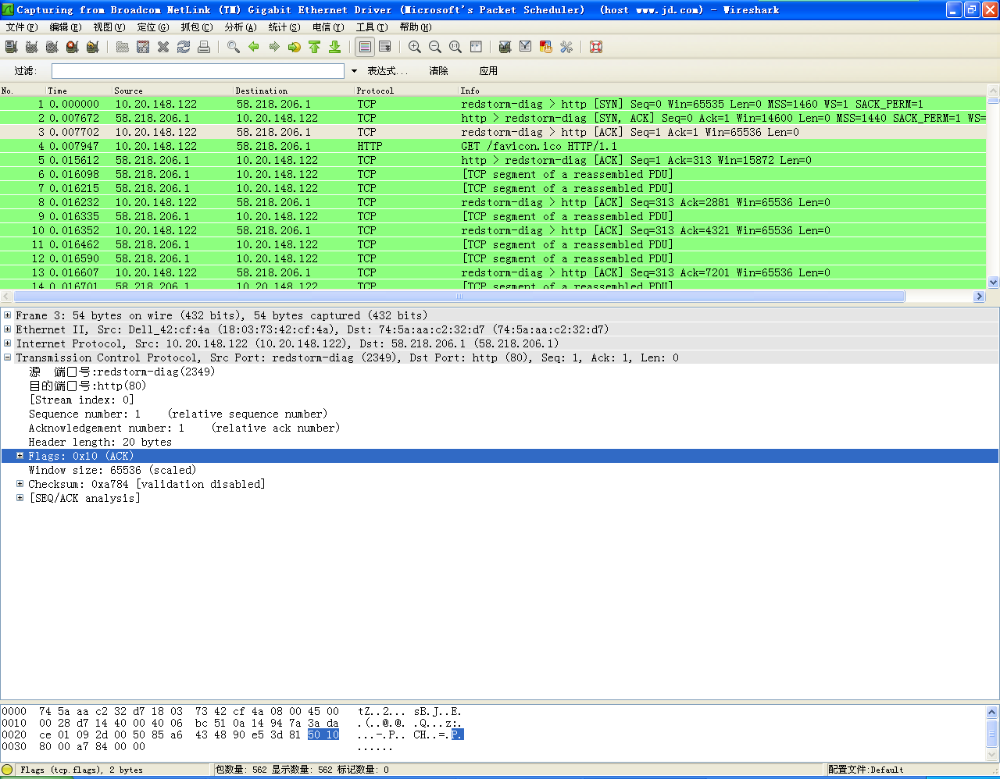 Capturing from Broadcom NetLink (TM) Gigabit Ethernet Driver (Microsoft's Packet Scheduler)  (host www.jd.com) - Wireshark
文件(F) 编辑(E) 视图(V) 定位(G) 抓包(C) 分析(A) 统计(S) 电信(Y) 工具(T) 帮助(H)
过滤: 表达式... 清除 应用
No. Time Source Destination Protocol Info
1 0.000000 10.20.148.122 58.218.206.1 TCP redstorm-diag > http [SYN] Seq=0 Win=65535 Len=0 MSS=1460 WS=1 SACK_PERM=1
2 0.007672 58.218.206.1 10.20.148.122 TCP http > redstorm-diag [SYN, ACK] Seq=0 Ack=1 Win=14600 Len=0 MSS=1440 SACK_PERM=1 WS=
3 0.007702 10.20.148.122 58.218.206.1 TCP redstorm-diag > http [ACK] Seq=1 Ack=1 Win=65536 Len=0
4 0.007947 10.20.148.122 58.218.206.1 HTTP GET /favicon.ico HTTP/1.1
5 0.015612 58.218.206.1 10.20.148.122 TCP http > redstorm-diag [ACK] Seq=1 Ack=313 Win=15872 Len=0
6 0.016098 58.218.206.1 10.20.148.122 TCP [TCP segment of a reassembled PDU]
7 0.016215 58.218.206.1 10.20.148.122 TCP [TCP segment of a reassembled PDU]
8 0.016232 10.20.148.122 58.218.206.1 TCP redstorm-diag > http [ACK] Seq=313 Ack=2881 Win=65536 Len=0
9 0.016335 58.218.206.1 10.20.148.122 TCP [TCP segment of a reassembled PDU]
10 0.016352 10.20.148.122 58.218.206.1 TCP redstorm-diag > http [ACK] Seq=313 Ack=4321 Win=65536 Len=0
11 0.016462 58.218.206.1 10.20.148.122 TCP [TCP segment of a reassembled PDU]
12 0.016590 58.218.206.1 10.20.148.122 TCP [TCP segment of a reassembled PDU]
13 0.016607 10.20.148.122 58.218.206.1 TCP redstorm-diag > http [ACK] Seq=313 Ack=7201 Win=65536 Len=0
14 0.016701 58.218.206.1 10.20.148.122 TCP [TCP segment of a reassembled PDU]
Frame 3: 54 bytes on wire (432 bits), 54 bytes captured (432 bits)
Ethernet II, Src: Dell_42:cf:4a (18:03:73:42:cf:4a), Dst: 74:5a:aa:c2:32:d7 (74:5a:aa:c2:32:d7)
Internet Protocol, Src: 10.20.148.122 (10.20.148.122), Dst: 58.218.206.1 (58.218.206.1)
Transmission Control Protocol, Src Port: redstorm-diag (2349), Dst Port: http (80), Seq: 1, Ack: 1, Len: 0
源  端口号:redstorm-diag(2349)
目的端口号:http(80)
[Stream index: 0]
Sequence number: 1    (relative sequence number)
Acknowledgement number: 1    (relative ack number)
Header length: 20 bytes
Flags: 0x10 (ACK)
Window size: 65536 (scaled)
Checksum: 0xa784 [validation disabled]
[SEQ/ACK analysis]
0000  74 5a aa c2 32 d7 18 03  73 42 cf 4a 08 00 45 00   tZ..2... sB.J..E.
0010  00 28 d7 14 40 00 40 06  bc 51 0a 14 94 7a 3a da   .(..@.@. .Q...z:.
0020  ce 01 09 2d 00 50 85 a6  43 48 90 e5 3d 81 50 10   ...-.P.. CH..=.P.
0030  80 00 a7 84 00 00                                  ......
Flags (tcp.flags), 2 bytes 包数量: 562 显示数量: 562 标记数量: 0 配置文件:Default